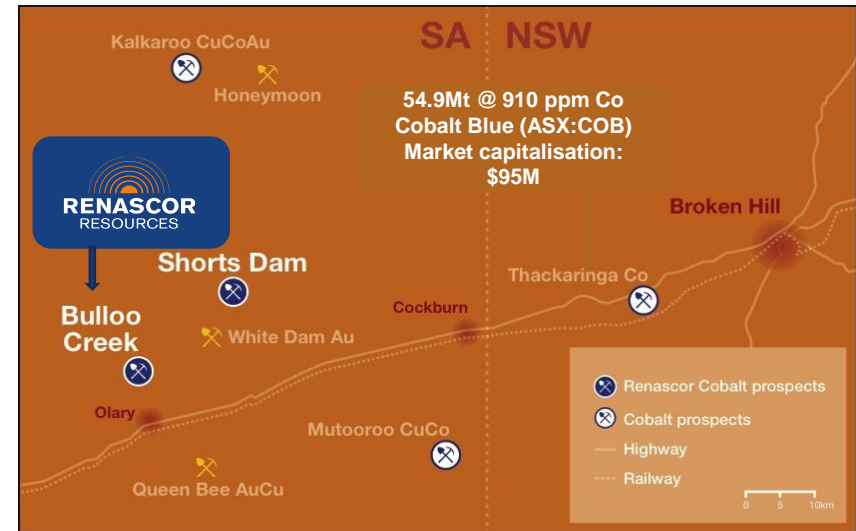 SA NSW
Kalkaroo CuCoAu
Honeymoon
54.9Mt @ 910 ppm Co
Cobalt Blue (ASX:COB)
Market capitalisation:
$95M
RENASCOR
RESOURCES
Broken Hill
Shorts Dam
Thackaringa Co
Bulloo
Creek
Cockburn
White Dam Au
Olary
Mutooroo CuCo
Queen Bee AuCu
Renascor Cobalt prospects
Cobalt prospects
Highway
Railway
0 5 10km